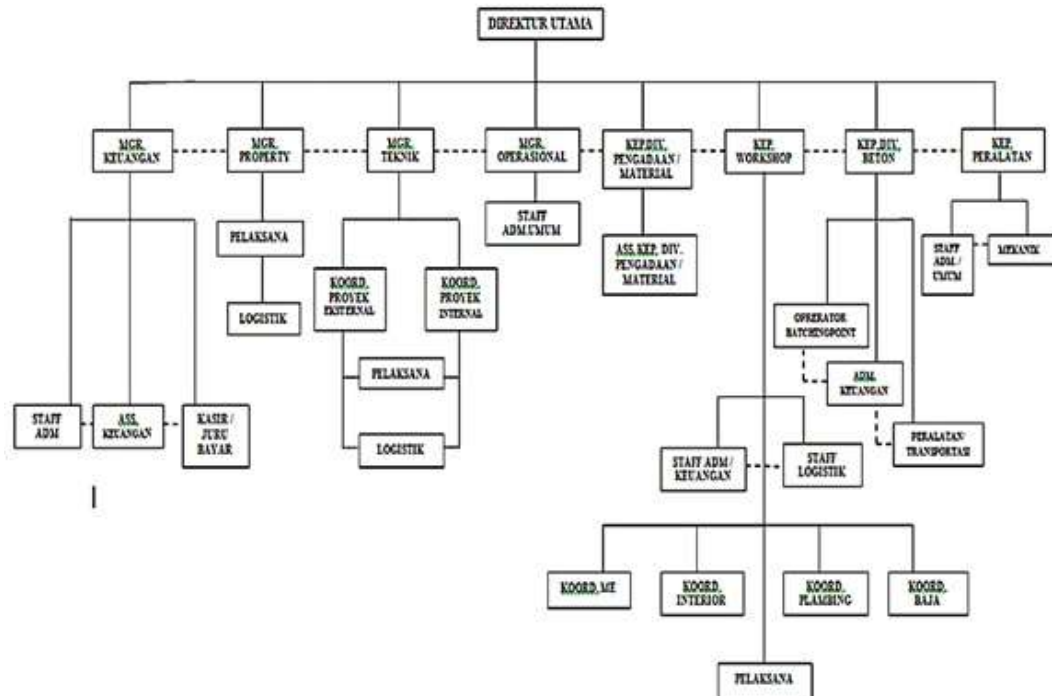 DIREKTUR UTAMA
MGR,
KEUANGAN
MGR,
PROPERTY
MGR,
TEKNIK
MGR,
OPERASIONAL
KEP,DIV,
PENGADAAN /
MATERIAL
KEP,
WORKSHOP
KEP,DIV,
BETON
KEP,
PERALATAN
PELAKSANA
STAFF
ADM.UMUM
ASS, KEP, DIV,
PENGADAAN /
MATERIAL
STAFF
ADM /
UMUM
MEKANIK
KOORD,
PROYEK
EKSTERNAL
KOORD,
PROYEK
INTERNAL
LOGISTIK
OPRERATOR
BATCHINGPOINT
PELAKSANA
ADM,
KEUANGAN
STAFF
ADM
ASS,
KEUANGAN
KASIR /
JURU
BAYAR
LOGISTIK
PERALATAN/
TRANSPORTASI
STAFF ADM /
KEUANGAN
STAFF
LOGISTIK
KOORD, ME
KOORD,
INTERIOR
KOORD,
PLAMBING
KOORD,
BAJA
PELAKSANA